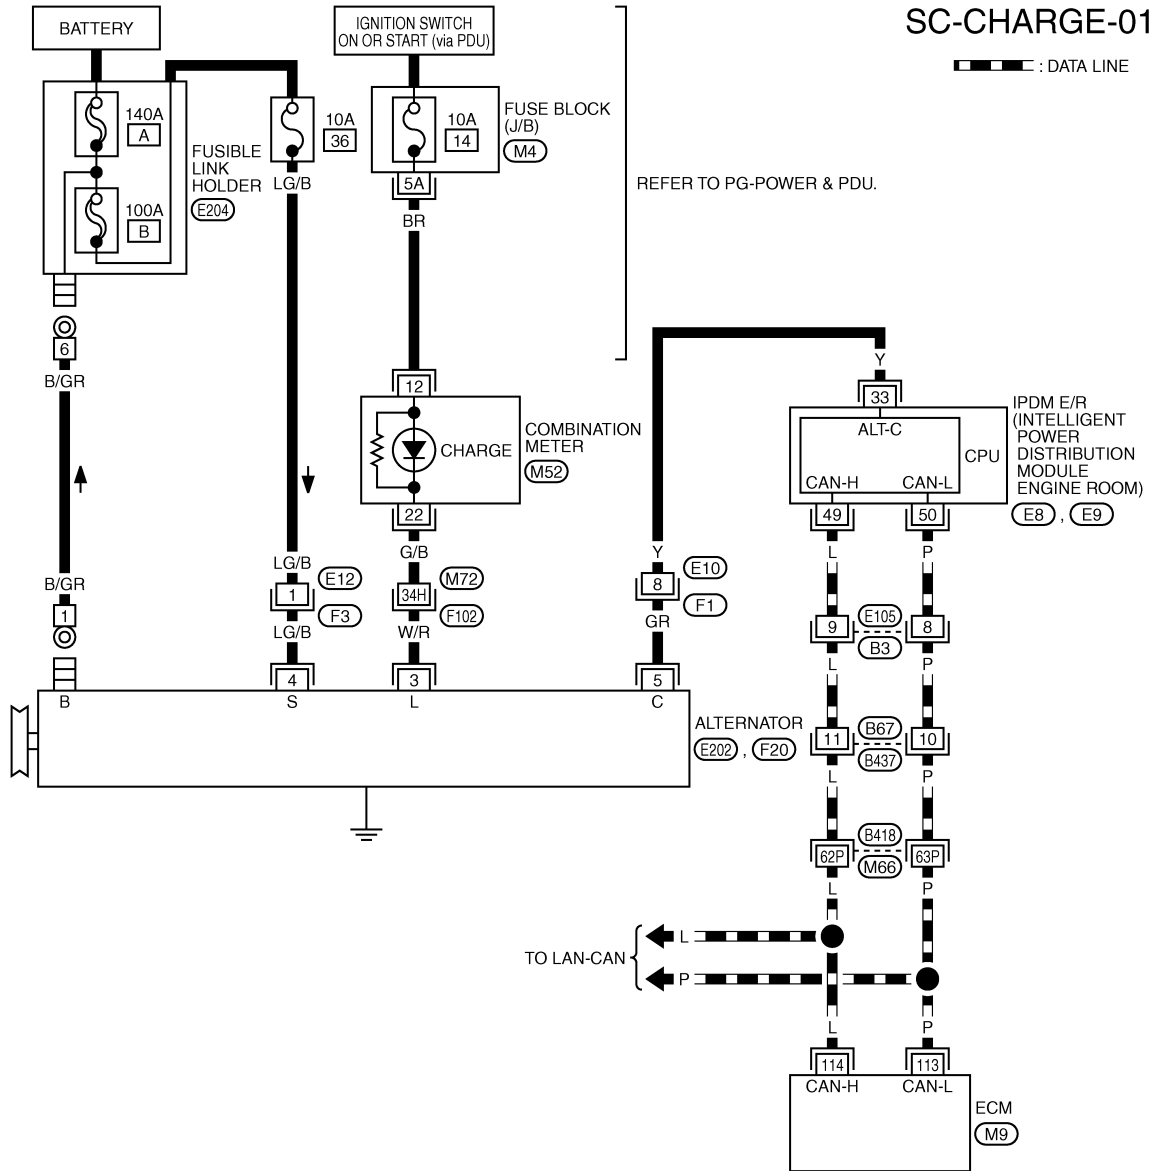 SC-CHARGE-01
: DATA LINE
BATTERY
IGNITION SWITCH
ON OR START (via PDU)
140A
A
100A
B
FUSIBLE
LINK
HOLDER
E204
10A
36
LG/B
10A
14
FUSE BLOCK
(J/B)
M4
5A
BR
REFER TO PG-POWER & PDU.
6
B/GR
12
CHARGE
COMBINATION
METER
M52
22
G/B
Y
33
ALT-C
CPU
CAN-H
CAN-L
IPDM E/R
(INTELLIGENT
POWER
DISTRIBUTION
MODULE
ENGINE ROOM)
E8 , E9
49
50
L
P
B/GR
1
LG/B
1
E12
F3
LG/B
34H
M72
F102
W/R
Y
8
E10
F1
GR
9
E105
B3
8
L
P
4
3
5
B
S
L
C
ALTERNATOR
E202 , F20
11
B67
B437
10
L
P
62P
B418
M66
63P
L
P
TO LAN-CAN
L
P
L
P
114
113
CAN-H
CAN-L
ECM
M9